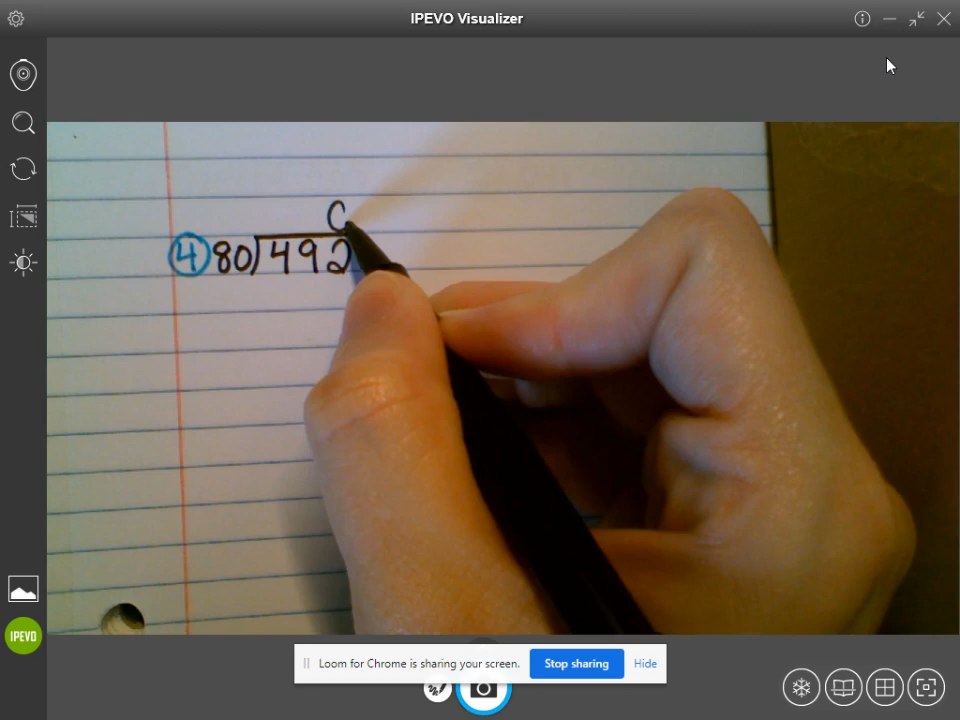 IPEVO Visualizer
C
④ 80)492
IPEVO
Loom for Chrome is sharing your screen. Stop sharing Hide